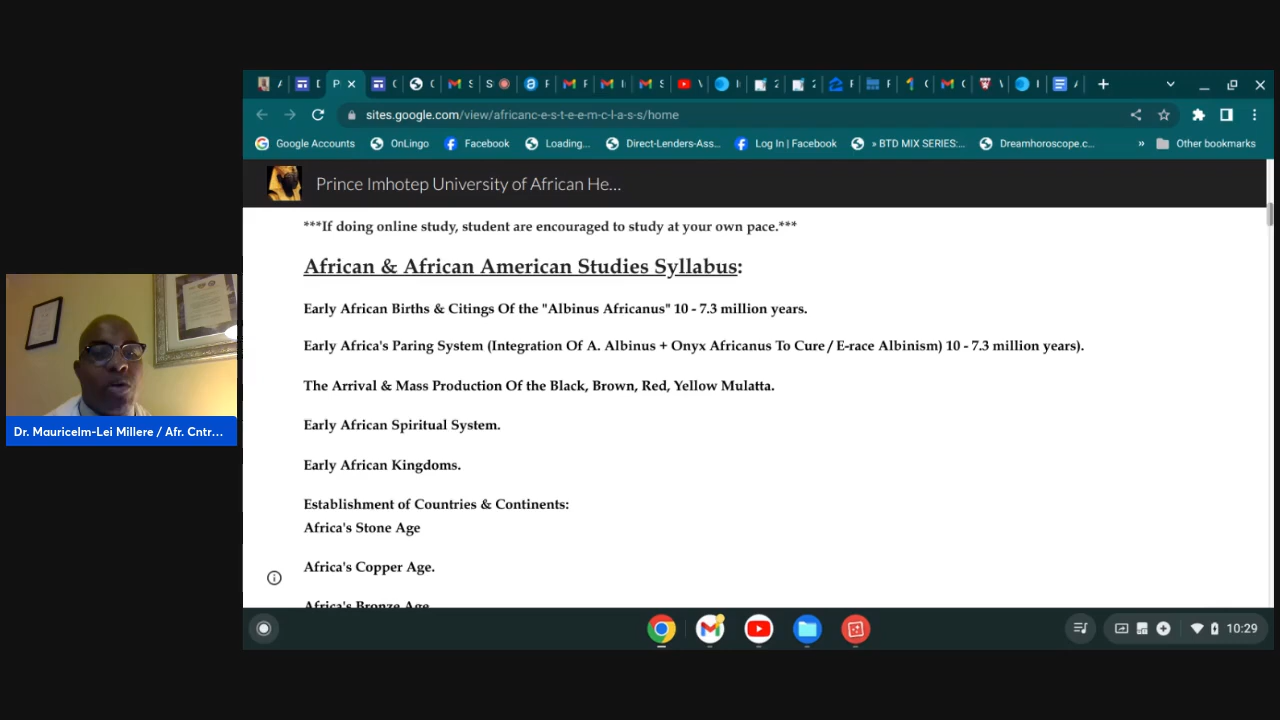 sites.google.com/view/africanc-e-s-t-e-e-m-c-l-a-s-s/home
Google Accounts
OnLingo
Facebook
Loading...
Direct-Lenders-Ass...
Log In | Facebook
» BTD MIX SERIES:...
Dreamhoroscope.c...
»
Other bookmarks
Prince Imhotep University of African He...
***If doing online study, student are encouraged to study at your own pace.***
African & African American Studies Syllabus:
Early African Births & Citings Of the "Albinus Africanus" 10 - 7.3 million years.
Early Africa's Paring System (Integration Of A. Albinus + Onyx Africanus To Cure / E-race Albinism) 10 - 7.3 million years).
The Arrival & Mass Production Of the Black, Brown, Red, Yellow Mulatta.
Early African Spiritual System.
Dr. Mauricelm-Lei Millere / Afr. Cntr...
Early African Kingdoms.
Establishment of Countries & Continents:
Africa's Stone Age
Africa's Copper Age.
Africa's Bronze Age
10:29